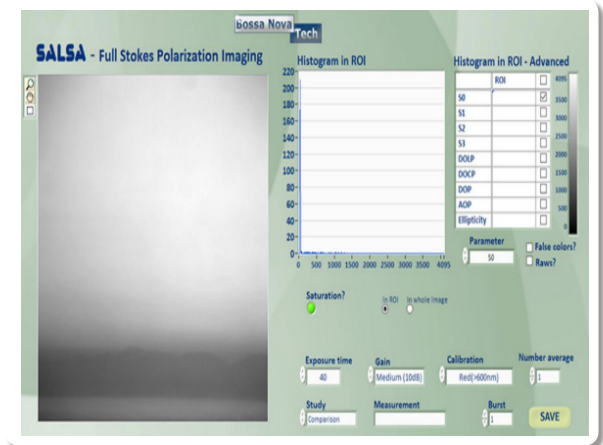 Bossa Nova
Tech
SALSA - Full Stokes Polarization Imaging
Histogram in ROI
220
200
180
160
140
120
100
80
60
40
20
0
0 500 1000 1500 2000 2500 3000 3500 4095
Histogram in ROI - Advanced
ROI
S0
S1
S2
S3
DOLP
DOCP
DOP
AOP
Ellipticity
4095
3500
3000
2500
2000
1500
1000
500
0
Parameter
S0
False colors?
Raws?
Saturation?
in ROI In whole image
Exposure time
40
Gain
Medium (10dB)
Calibration
Red(>600nm)
Number average
1
Study
Comparison
Measurement
Burst
1
SAVE